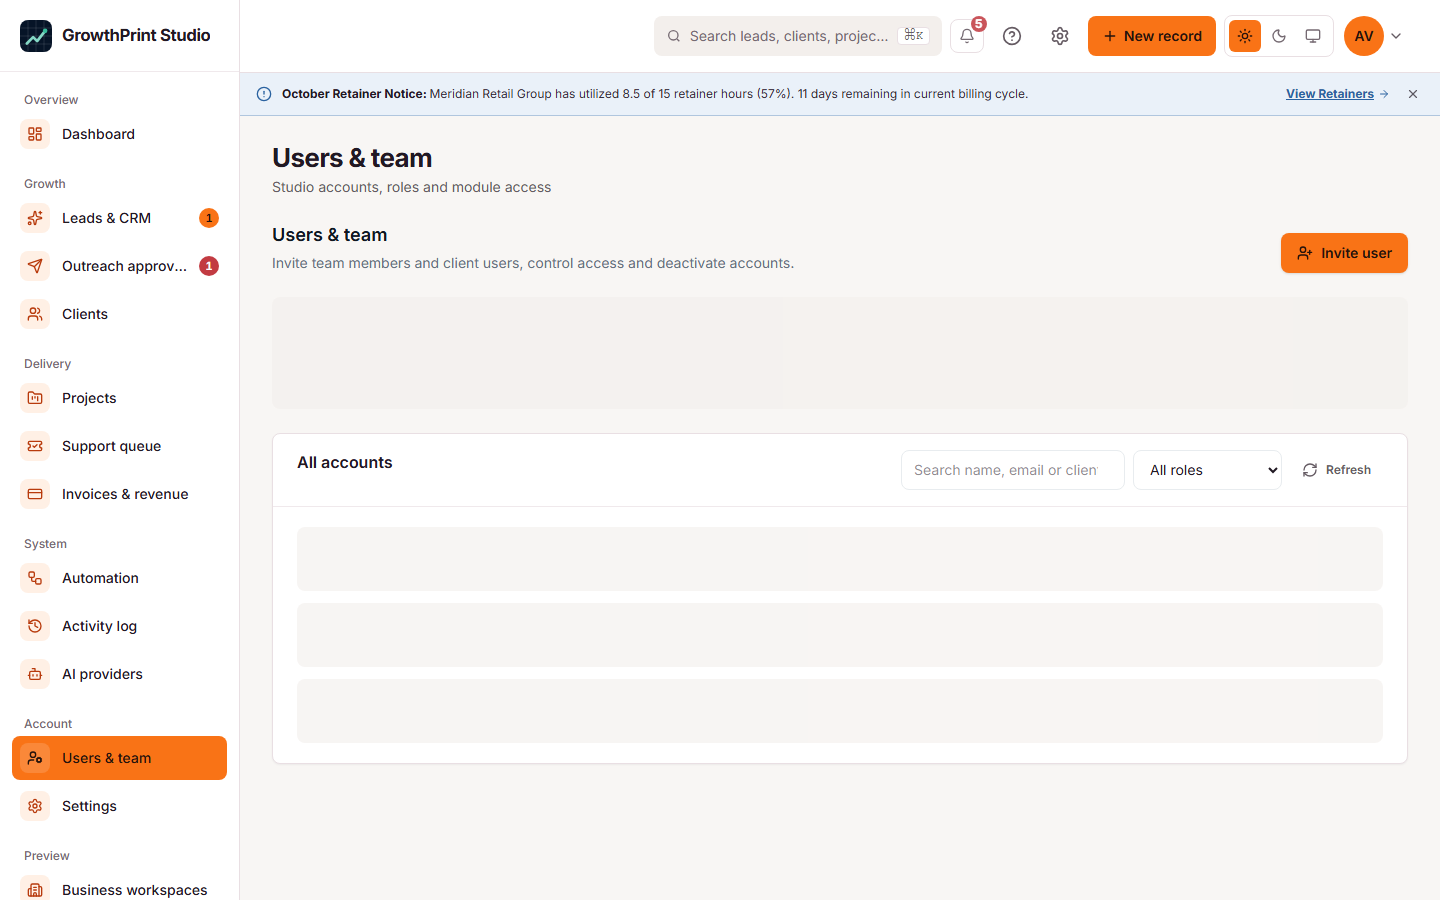 GrowthPrint Studio
Search leads, clients, projec...
⌘K
5
New record
AV
Overview
Dashboard
Growth
Leads & CRM
1
Outreach approv...
1
Clients
Delivery
Projects
Support queue
Invoices & revenue
System
Automation
Activity log
AI providers
Account
Users & team
Settings
Preview
Business workspaces
October Retainer Notice: Meridian Retail Group has utilized 8.5 of 15 retainer hours (57%). 11 days remaining in current billing cycle.
View Retainers
Users & team
Studio accounts, roles and module access
Users & team
Invite team members and client users, control access and deactivate accounts.
Invite user
All accounts
Search name, email or clien
All roles
Refresh